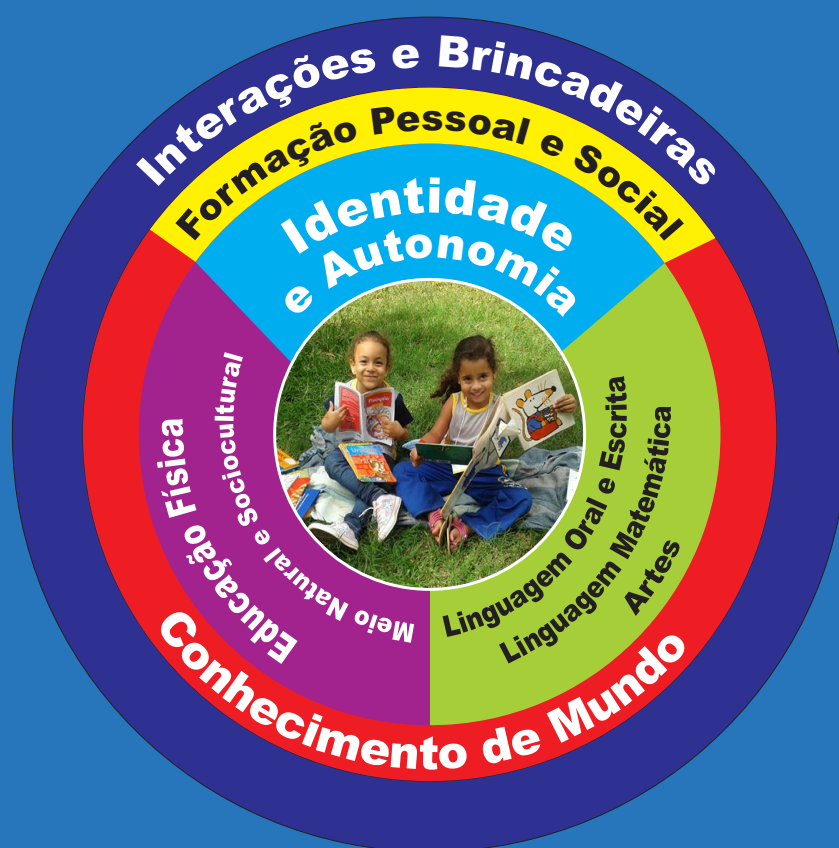 Interações e Brincadeiras
Formação Pessoal e Social
Identidade
e Autonomia
Meio Natural e Sociocultural
Educação Física
Linguagem Oral e Escrita
Linguagem Matemática
Artes
Conhecimento de Mundo